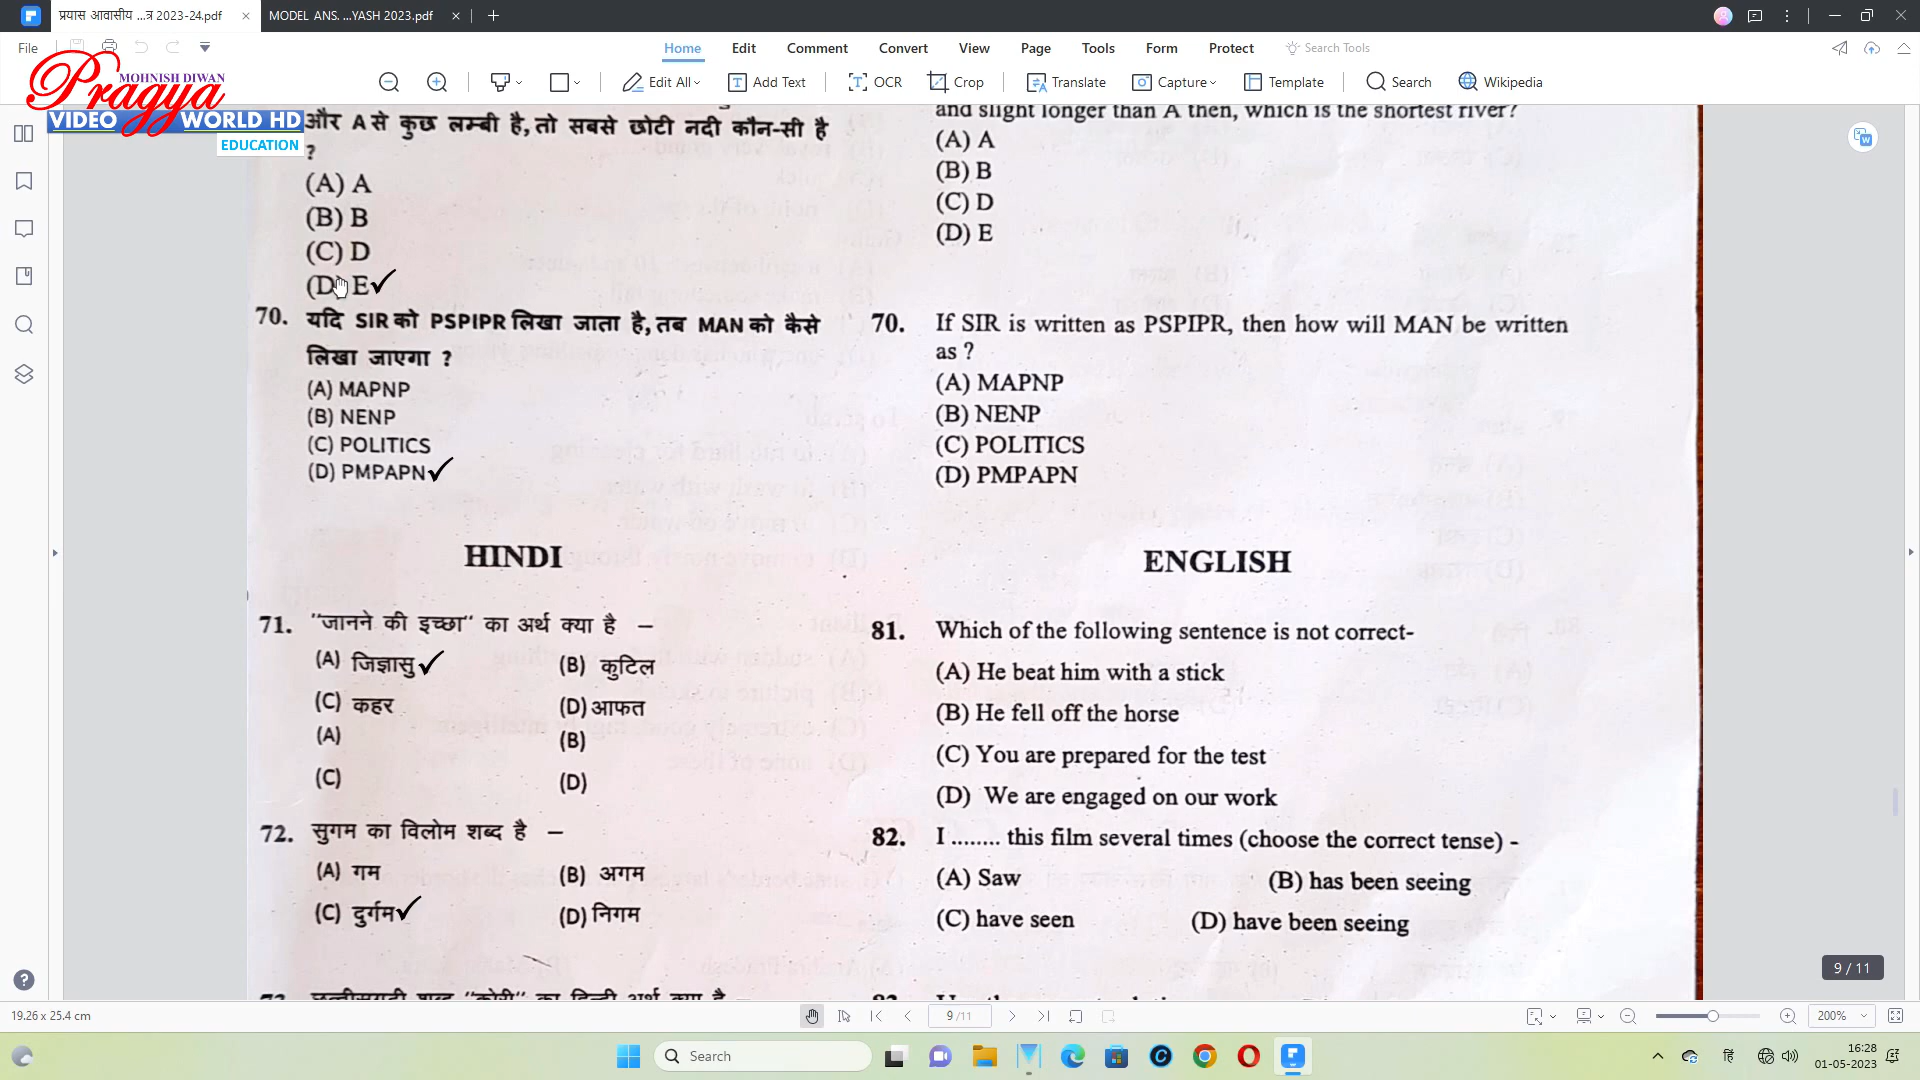 प्रयास आवासीय ...त्र 2023-24.pdf
MODEL ANS. ...YASH 2023.pdf
File
Home
Edit
Comment
Convert
View
Page
Tools
Form
Protect
Search Tools
Edit All
Add Text
OCR
Crop
Translate
Capture
Template
Search
Wikipedia
MOHNISH DIWAN
Pragya
VIDEO WORLD HD
EDUCATION
और A से कुछ लम्बी है, तो सबसे छोटी नदी कौन-सी है
?
(A) A
(B) B
(C) D
(D) E
70. यदि SIR को PSPIPR लिखा जाता है, तब MAN को कैसे
लिखा जाएगा ?
(A) MAPNP
(B) NENP
(C) POLITICS
(D) PMPAPN
HINDI
71. "जानने की इच्छा" का अर्थ क्या है –
(A) जिज्ञासु (B) कुटिल
(C) कहर (D) आफत
(A) (B)
(C) (D)
72. सुगम का विलोम शब्द है –
(A) गम (B) अगम
(C) दुर्गम (D) निगम
73. छत्तीसगढ़ी शब्द "कोरी" का हिन्दी अर्थ क्या है
and slight longer than A then, which is the shortest river?
(A) A
(B) B
(C) D
(D) E
70. If SIR is written as PSPIPR, then how will MAN be written
as ?
(A) MAPNP
(B) NENP
(C) POLITICS
(D) PMPAPN
ENGLISH
81. Which of the following sentence is not correct-
(A) He beat him with a stick
(B) He fell off the horse
(C) You are prepared for the test
(D) We are engaged on our work
82. I ........ this film several times (choose the correct tense) -
(A) Saw (B) has been seeing
(C) have seen (D) have been seeing
9 / 11
19.26 x 25.4 cm
9 /11
200%
Search
हिं
16:28
01-05-2023